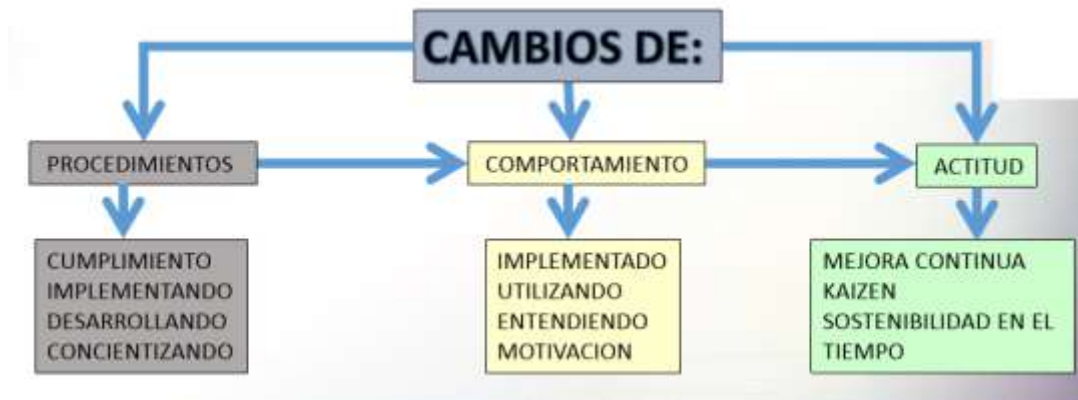 CAMBIOS DE:
PROCEDIMIENTOS
COMPORTAMIENTO
ACTITUD
CUMPLIMIENTO
IMPLEMENTANDO
DESARROLLANDO
CONCIENTIZANDO
IMPLEMENTADO
UTILIZANDO
ENTENDIENDO
MOTIVACION
MEJORA CONTINUA
KAIZEN
SOSTENIBILIDAD EN EL
TIEMPO